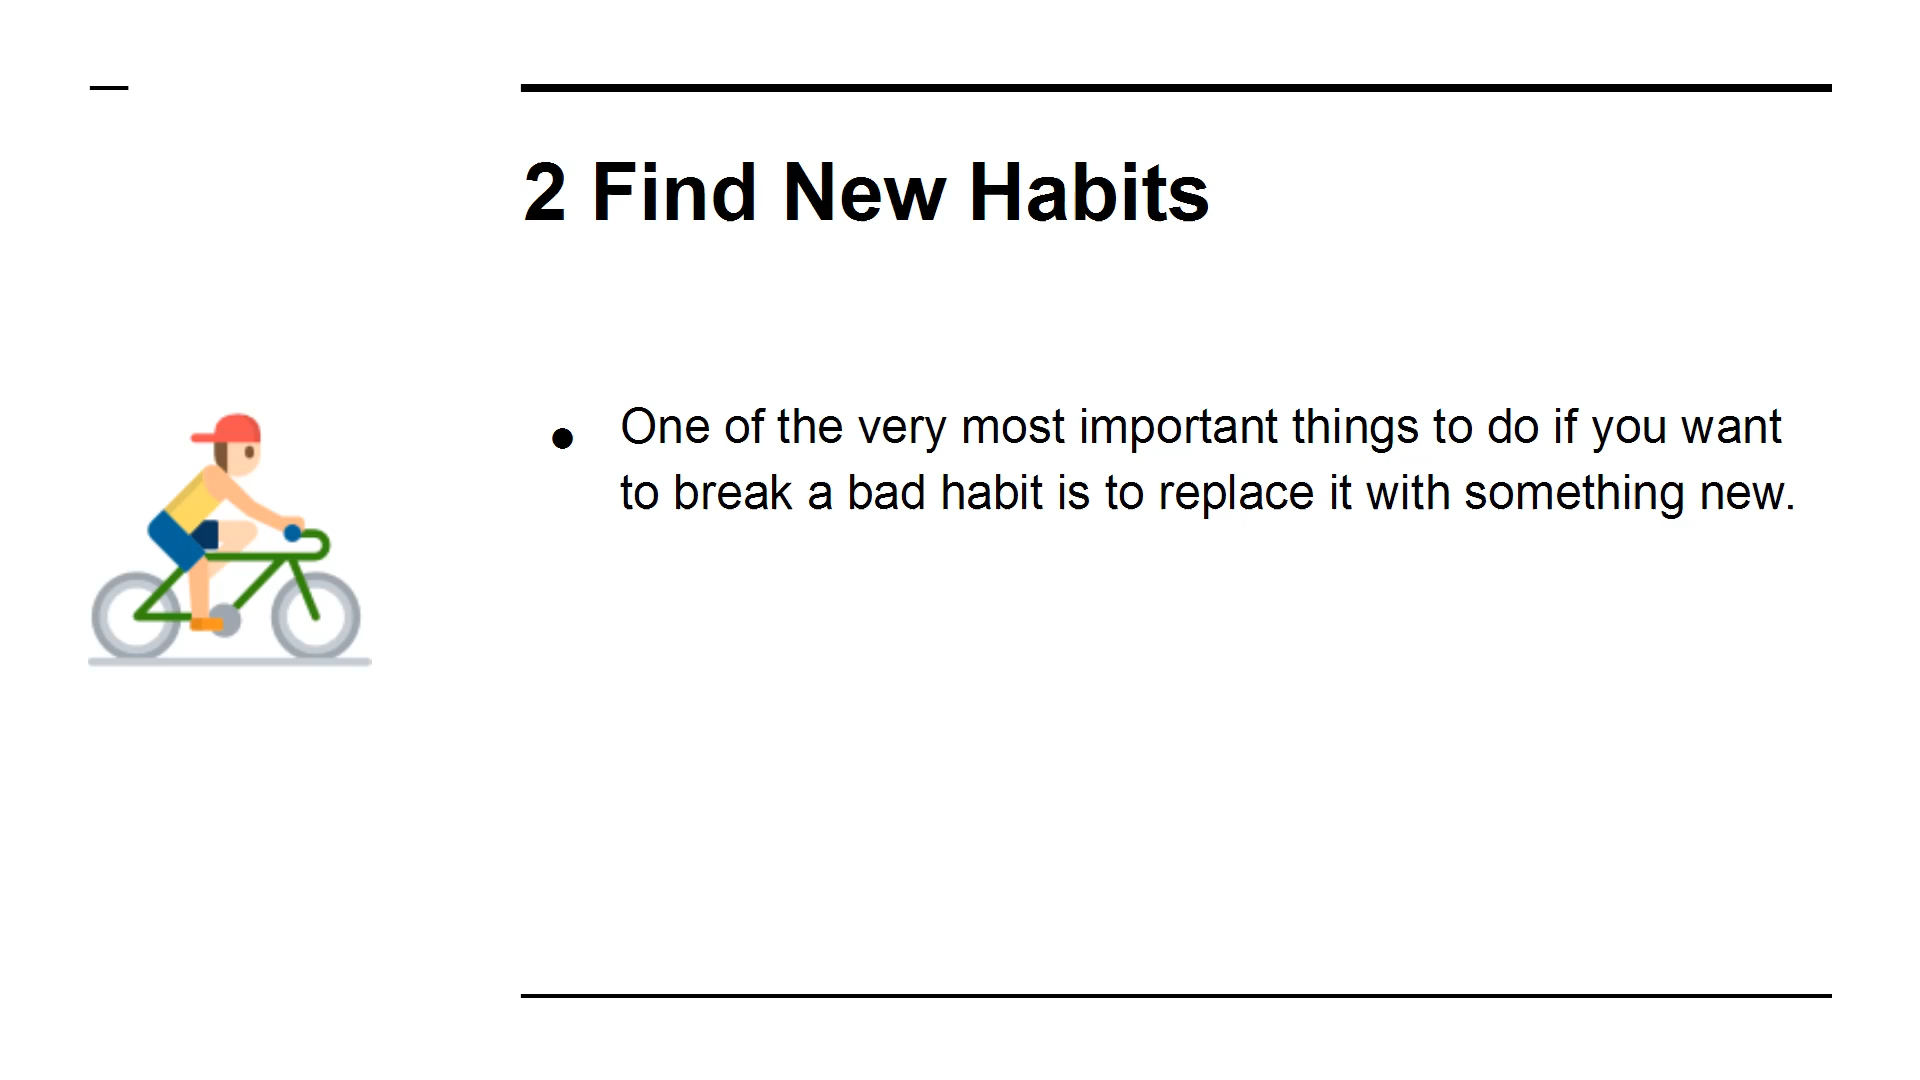 2 Find New Habits
● One of the very most important things to do if you want
to break a bad habit is to replace it with something new.